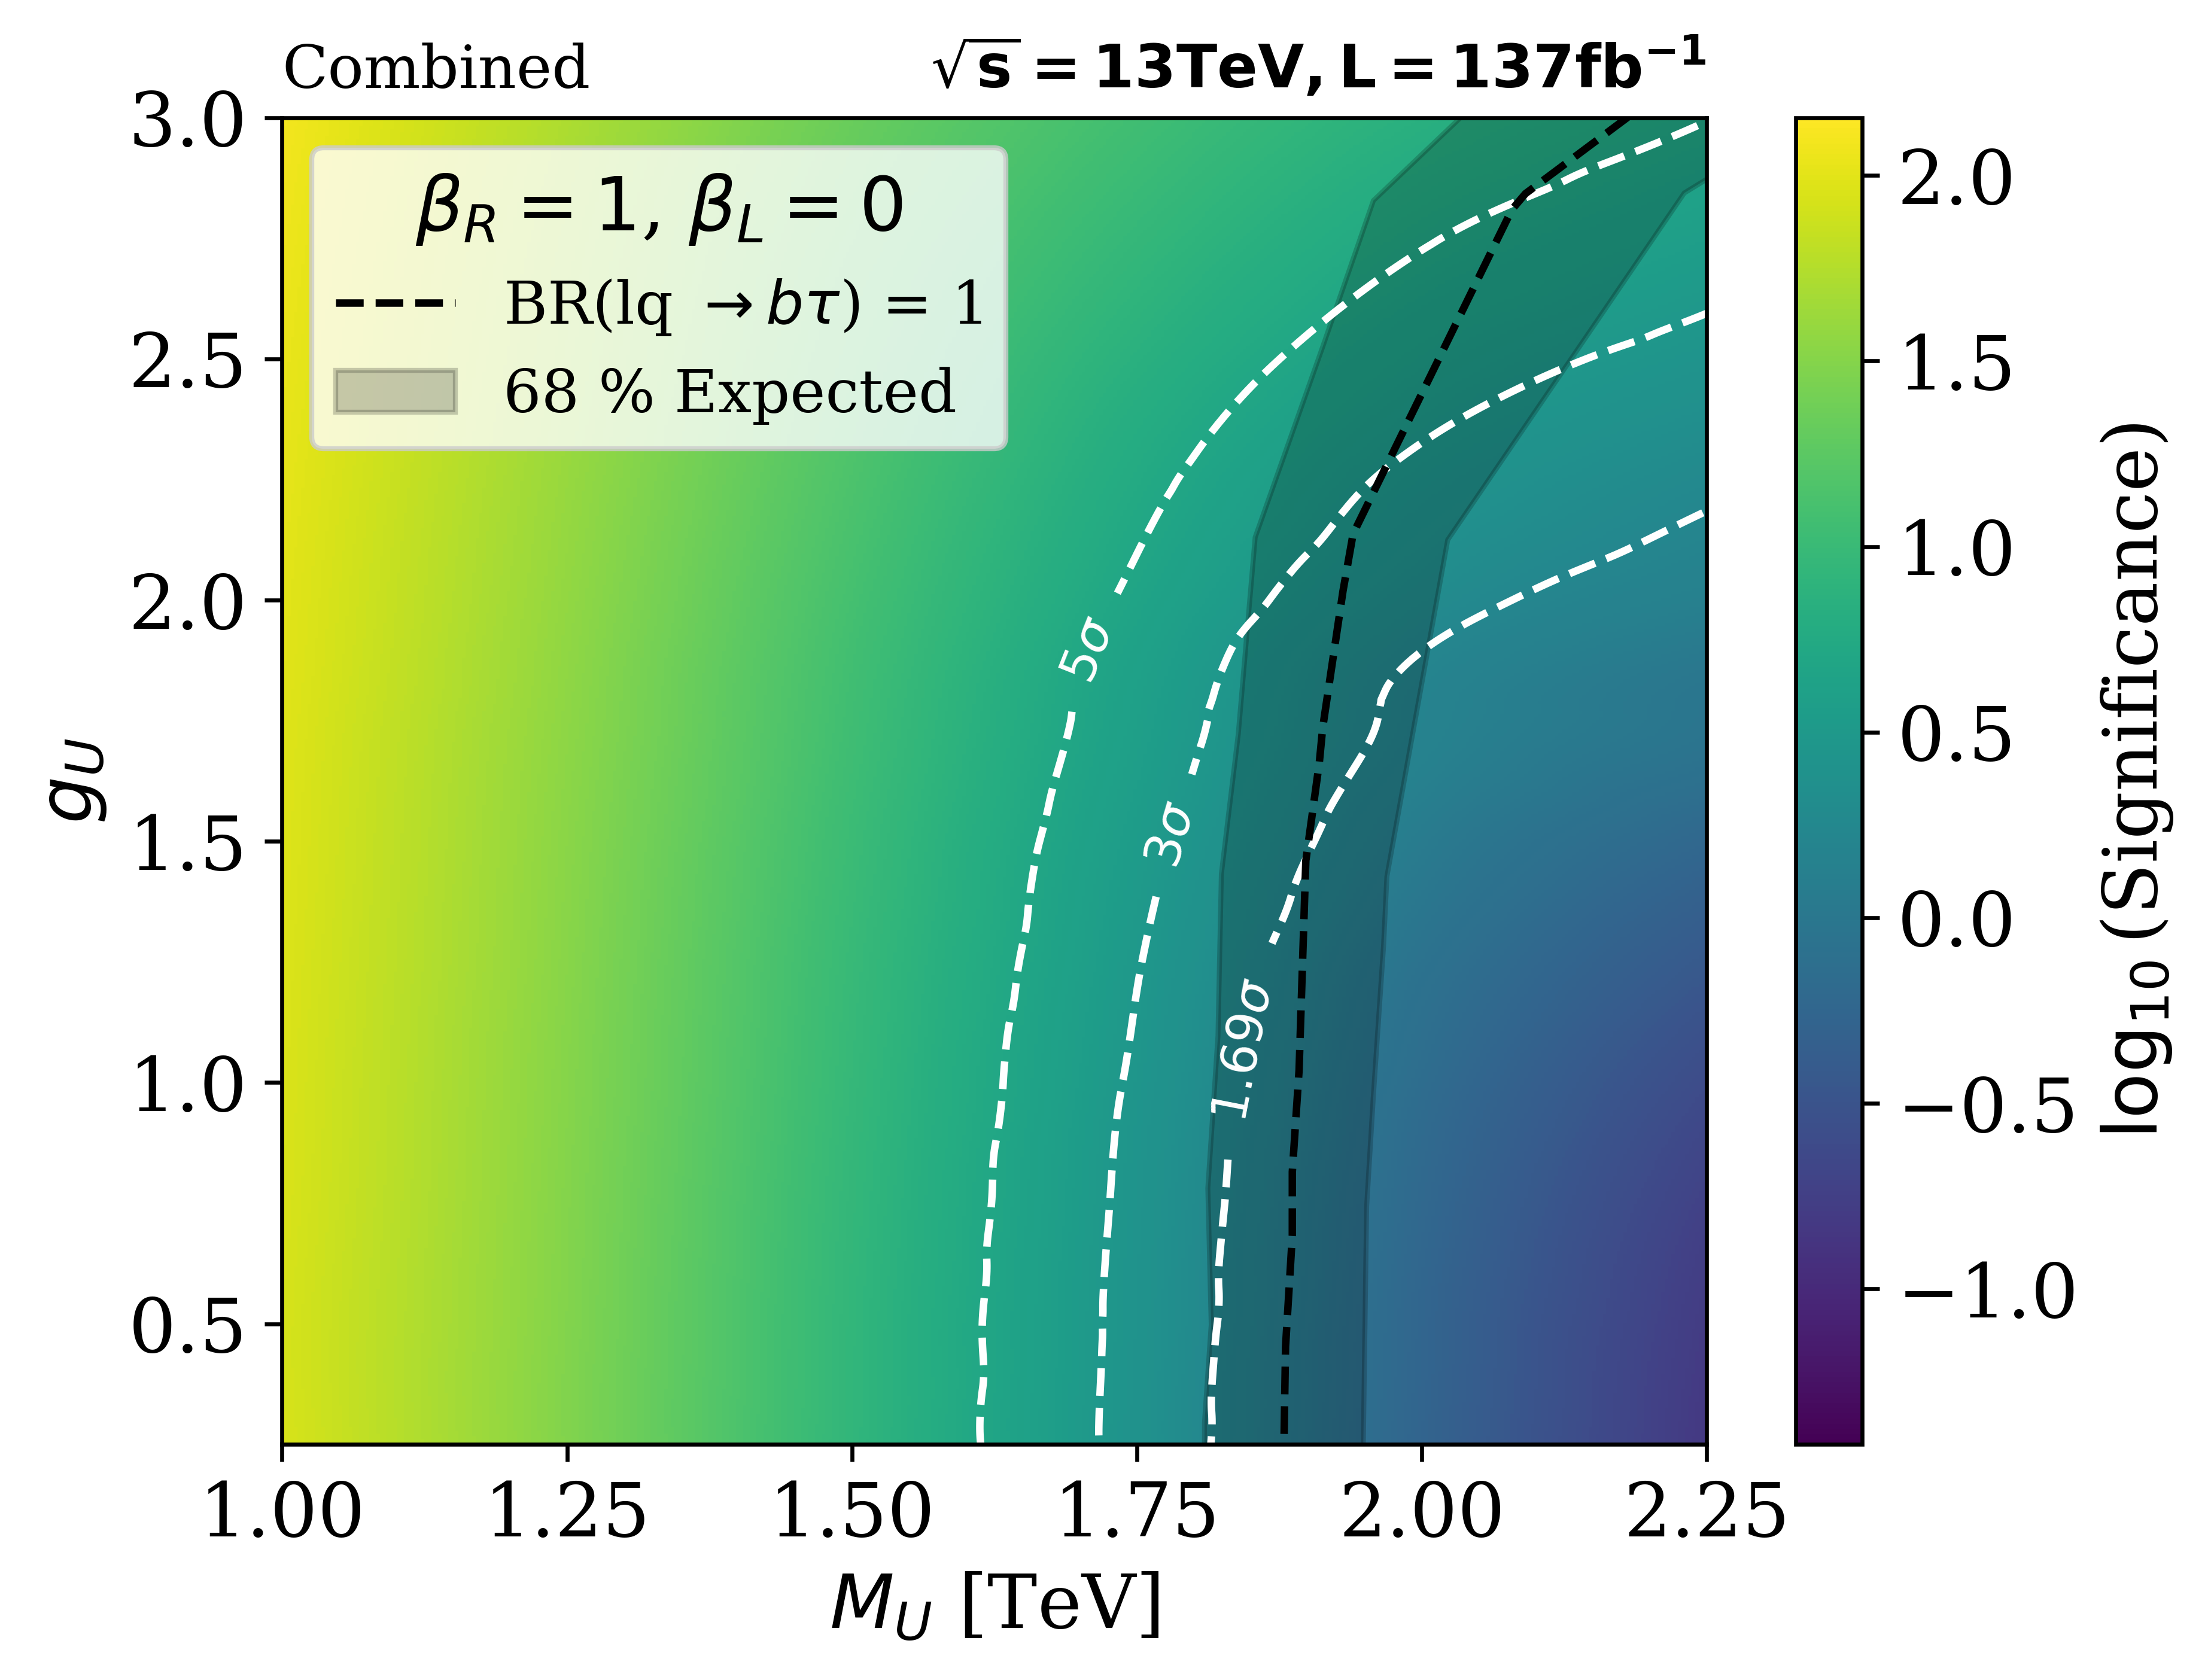 Combined
√s = 13TeV, L = 137fb⁻¹
3.0
2.5
2.0
1.5
1.0
0.5
g_U
β_R = 1, β_L = 0
BR(lq → bτ) = 1
68 % Expected
5σ
3σ
1.69σ
1.00 1.25 1.50 1.75 2.00 2.25
M_U [TeV]
2.0
1.5
1.0
0.5
0.0
−0.5
−1.0
log₁₀ (Significance)